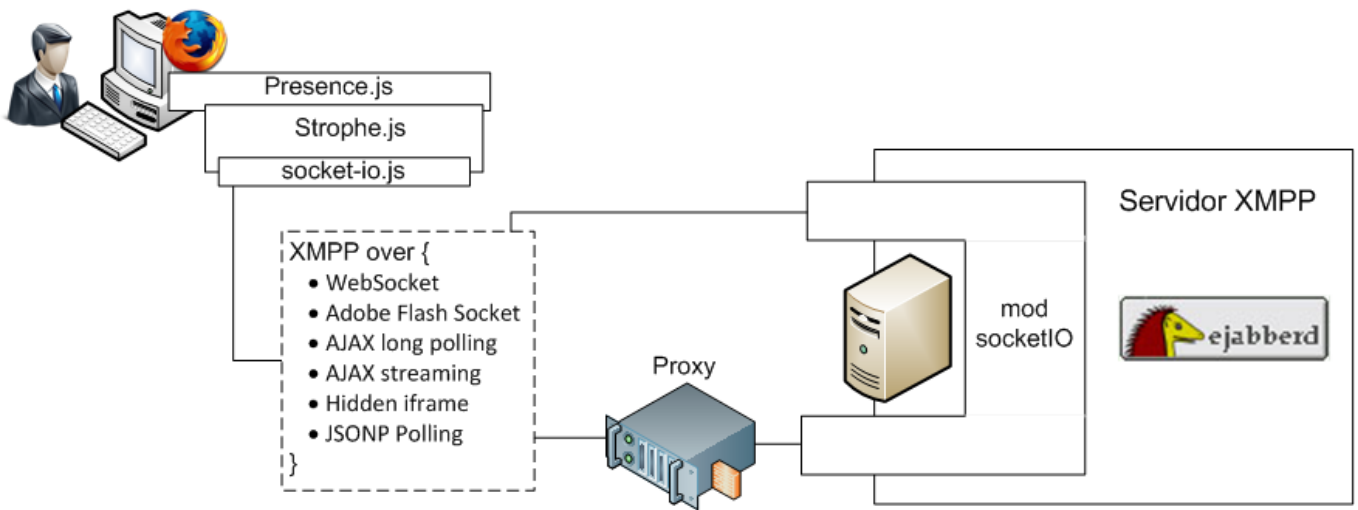 Presence.js
Strophe.js
socket-io.js
XMPP over {
• WebSocket
• Adobe Flash Socket
• AJAX long polling
• AJAX streaming
• Hidden iframe
• JSONP Polling
}
Proxy
mod
socketIO
Servidor XMPP
ejabberd